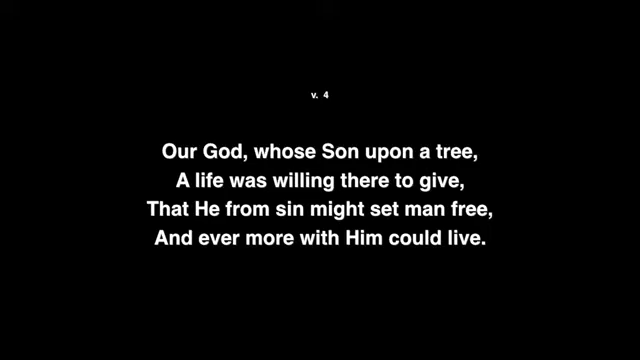 v. 4
Our God, whose Son upon a tree,
A life was willing there to give,
That He from sin might set man free,
And ever more with Him could live.